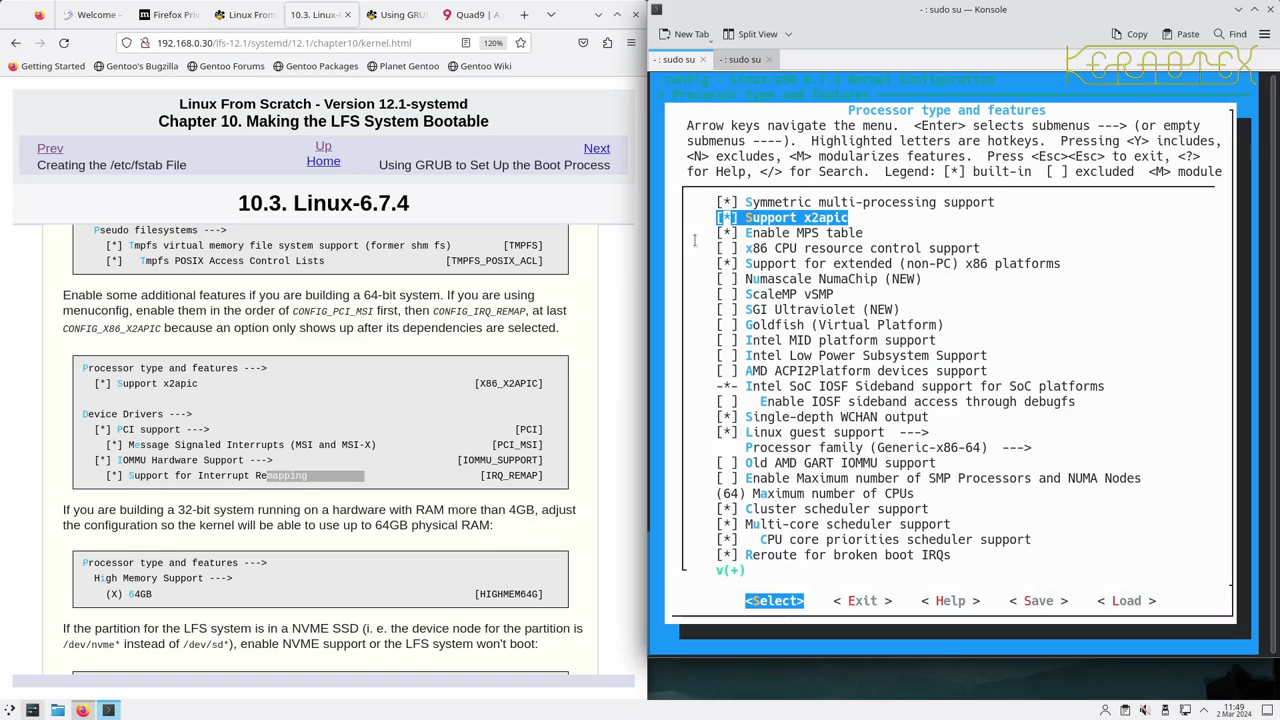 Welcome —
Firefox Priv
Linux From
10.3. Linux-6
Using GRU
Quad9 | A
192.168.0.30/lfs-12.1/systemd/12.1/chapter10/kernel.html
120%
Getting Started
Gentoo's Bugzilla
Gentoo Forums
Gentoo Packages
Planet Gentoo
Gentoo Wiki
Linux From Scratch - Version 12.1-systemd
Chapter 10. Making the LFS System Bootable
Prev
Up
Next
Creating the /etc/fstab File
Home
Using GRUB to Set Up the Boot Process
10.3. Linux-6.7.4
Pseudo filesystems --->
[*] Tmpfs virtual memory file system support (former shm fs) [TMPFS]
[*] Tmpfs POSIX Access Control Lists [TMPFS_POSIX_ACL]
Enable some additional features if you are building a 64-bit system. If you are using
menuconfig, enable them in the order of CONFIG_PCI_MSI first, then CONFIG_IRQ_REMAP, at last
CONFIG_X86_X2APIC because an option only shows up after its dependencies are selected.
Processor type and features --->
[*] Support x2apic [X86_X2APIC]
Device Drivers --->
[*] PCI support ---> [PCI]
[*] Message Signaled Interrupts (MSI and MSI-X) [PCI_MSI]
[*] IOMMU Hardware Support ---> [IOMMU_SUPPORT]
[*] Support for Interrupt Remapping [IRQ_REMAP]
If you are building a 32-bit system running on a hardware with RAM more than 4GB, adjust
the configuration so the kernel will be able to use up to 64GB physical RAM:
Processor type and features --->
High Memory Support --->
(X) 64GB [HIGHMEM64G]
If the partition for the LFS system is in a NVME SSD (i. e. the device node for the partition is
/dev/nvme* instead of /dev/sd*), enable NVME support or the LFS system won't boot:
- : sudo su — Konsole
New Tab
Split View
Copy
Paste
Find
- : sudo su
- : sudo su
KERNOTEX
config - Linux/x86 6.7.4 Kernel Configuration
> Processor type and features
Processor type and features
Arrow keys navigate the menu. <Enter> selects submenus ---> (or empty
submenus ----). Highlighted letters are hotkeys. Pressing <Y> includes,
<N> excludes, <M> modularizes features. Press <Esc><Esc> to exit, <?>
for Help, </> for Search. Legend: [*] built-in [ ] excluded <M> module
[*] Symmetric multi-processing support
[*] Support x2apic
[*] Enable MPS table
[ ] x86 CPU resource control support
[*] Support for extended (non-PC) x86 platforms
[ ] Numascale NumaChip (NEW)
[ ] ScaleMP vSMP
[ ] SGI Ultraviolet (NEW)
[ ] Goldfish (Virtual Platform)
[ ] Intel MID platform support
[ ] Intel Low Power Subsystem Support
[ ] AMD ACPI2Platform devices support
-*- Intel SoC IOSF Sideband support for SoC platforms
[ ] Enable IOSF sideband access through debugfs
[*] Single-depth WCHAN output
[*] Linux guest support --->
Processor family (Generic-x86-64) --->
[ ] Old AMD GART IOMMU support
[ ] Enable Maximum number of SMP Processors and NUMA Nodes
(64) Maximum number of CPUs
[*] Cluster scheduler support
[*] Multi-core scheduler support
[*] CPU core priorities scheduler support
[*] Reroute for broken boot IRQs
v(+)
<Select> < Exit > < Help > < Save > < Load >
11:49
2 Mar 2024